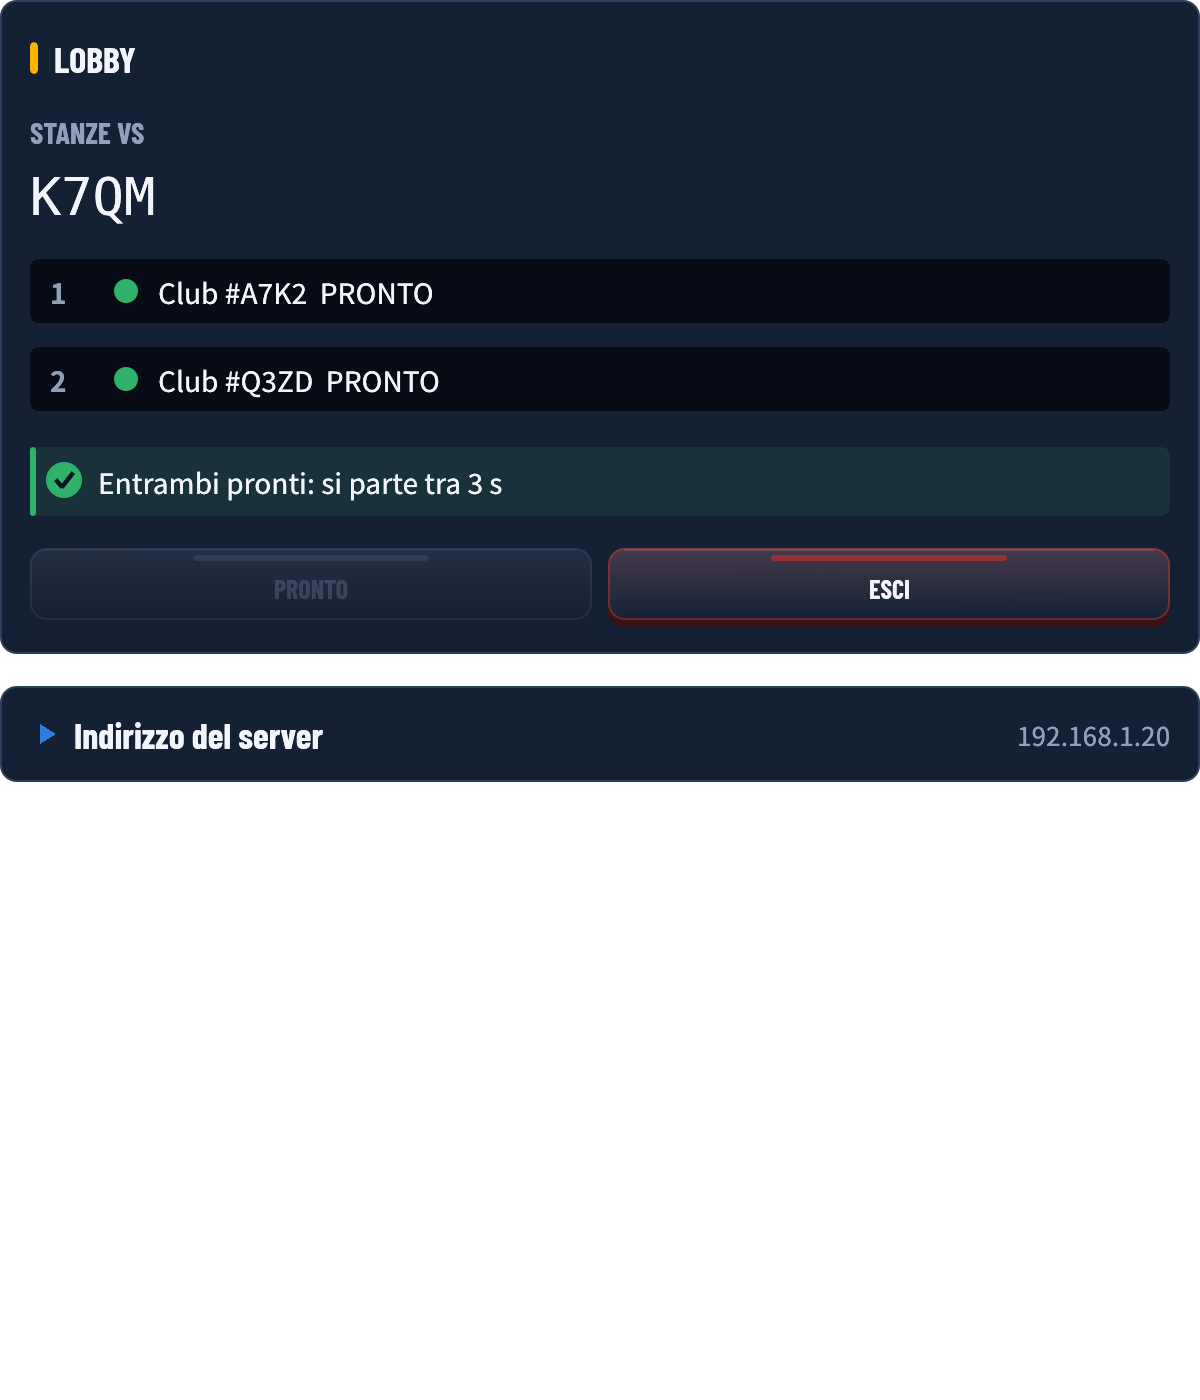 LOBBY
STANZE VS
K7QM
1 Club #A7K2 PRONTO
2 Club #Q3ZD PRONTO
Entrambi pronti: si parte tra 3 s
PRONTO ESCI
Indirizzo del server 192.168.1.20